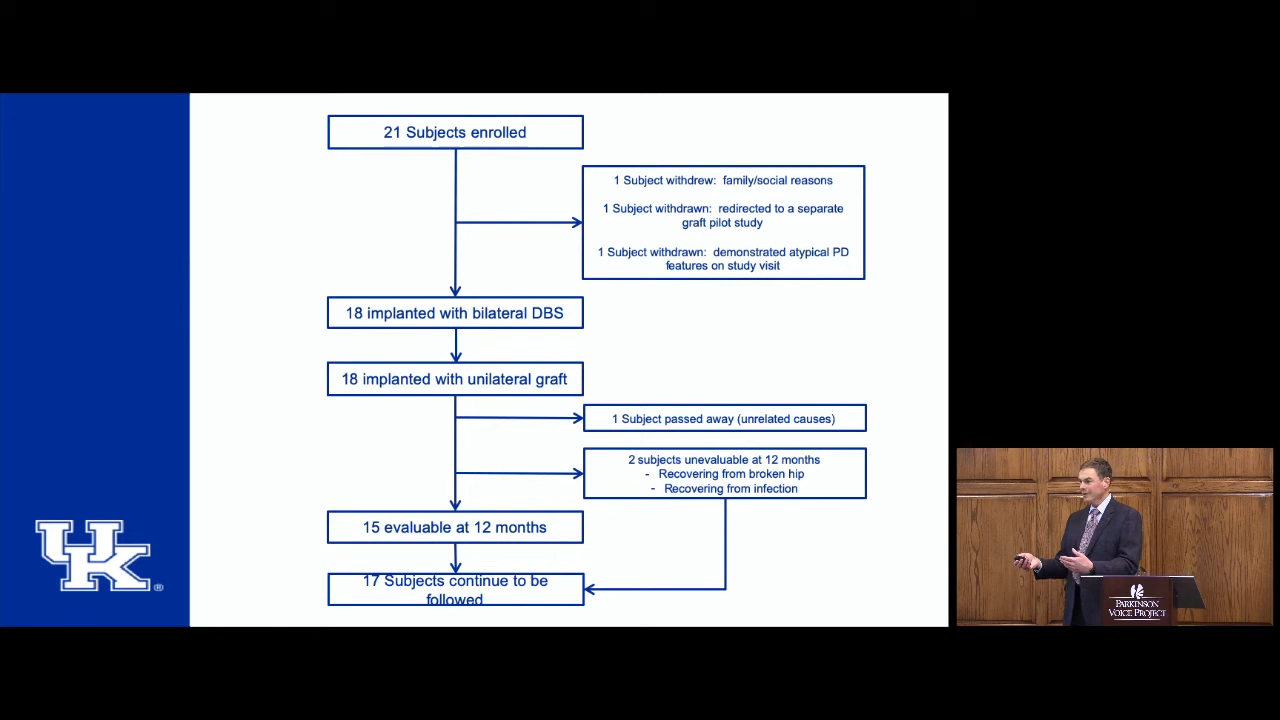 21 Subjects enrolled
1 Subject withdrew: family/social reasons
1 Subject withdrawn: redirected to a separate
graft pilot study
1 Subject withdrawn: demonstrated atypical PD
features on study visit
18 implanted with bilateral DBS
18 implanted with unilateral graft
1 Subject passed away (unrelated causes)
2 subjects unevaluable at 12 months
- Recovering from broken hip
- Recovering from infection
15 evaluable at 12 months
17 Subjects continue to be
followed
UK ®
PARKINSON
VOICE PROJECT